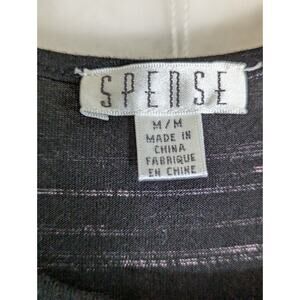 SPENSE
M/M
MADE IN
CHINA
FABRIQUE
EN CHINE